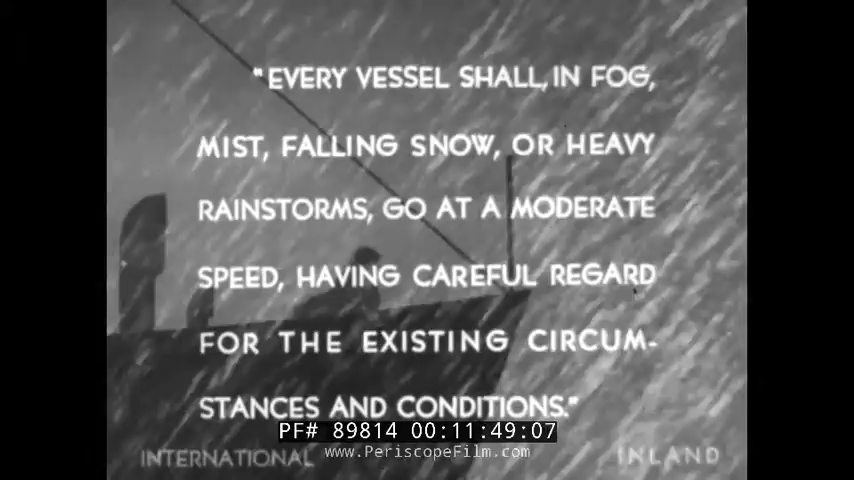 "EVERY VESSEL SHALL, IN FOG,
MIST, FALLING SNOW, OR HEAVY
RAINSTORMS, GO AT A MODERATE
SPEED, HAVING CAREFUL REGARD
FOR THE EXISTING CIRCUM-
STANCES AND CONDITIONS."
PF# 89814 00:11:49:07
INTERNATIONAL www.PeriscopeFilm.com INLAND